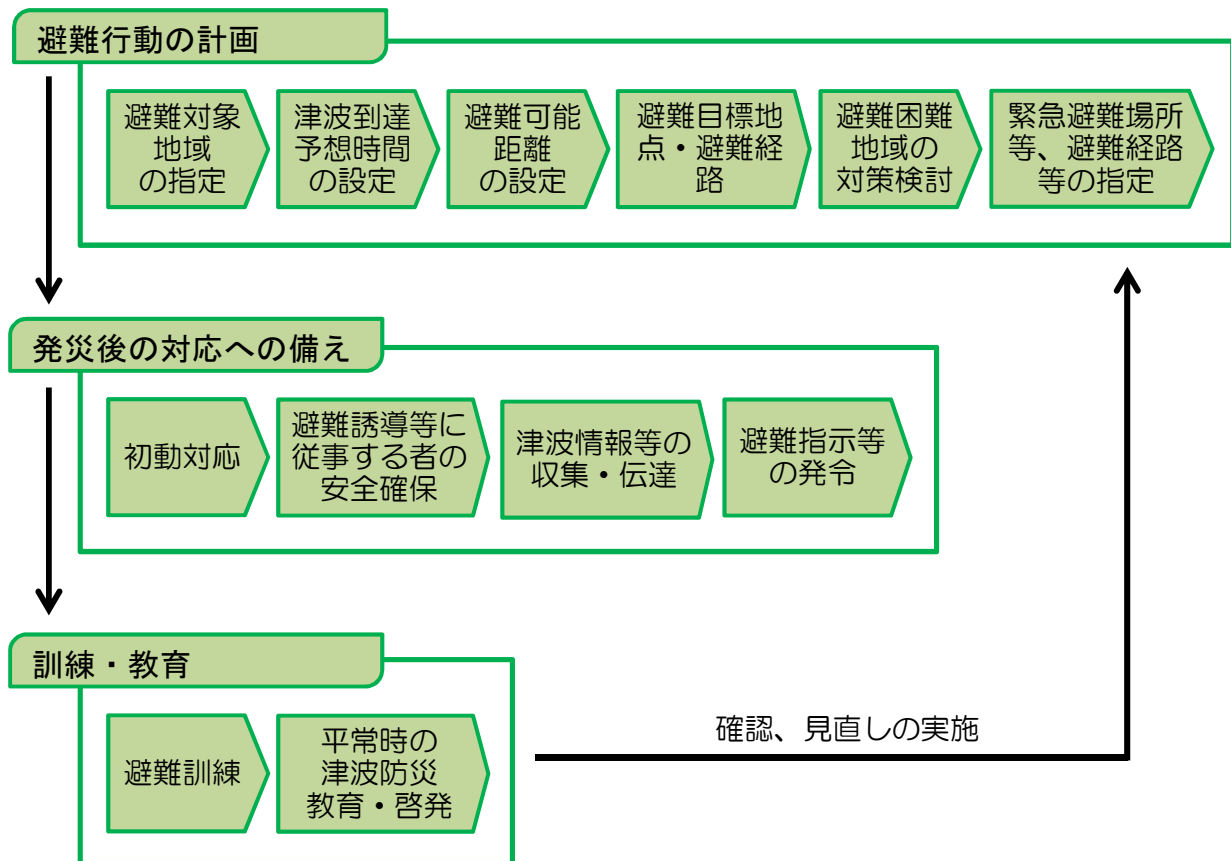 避難行動の計画
避難対象
地域
の指定
津波到達
予想時間
の設定
避難可能
距離
の設定
避難目標地
点・避難経
路
避難困難
地域の
対策検討
緊急避難場所
等、避難経路
等の指定
発災後の対応への備え
初動対応
避難誘導等に
従事する者の
安全確保
津波情報等の
収集・伝達
避難指示等
の発令
訓練・教育
避難訓練
平常時の
津波防災
教育・啓発
確認、見直しの実施